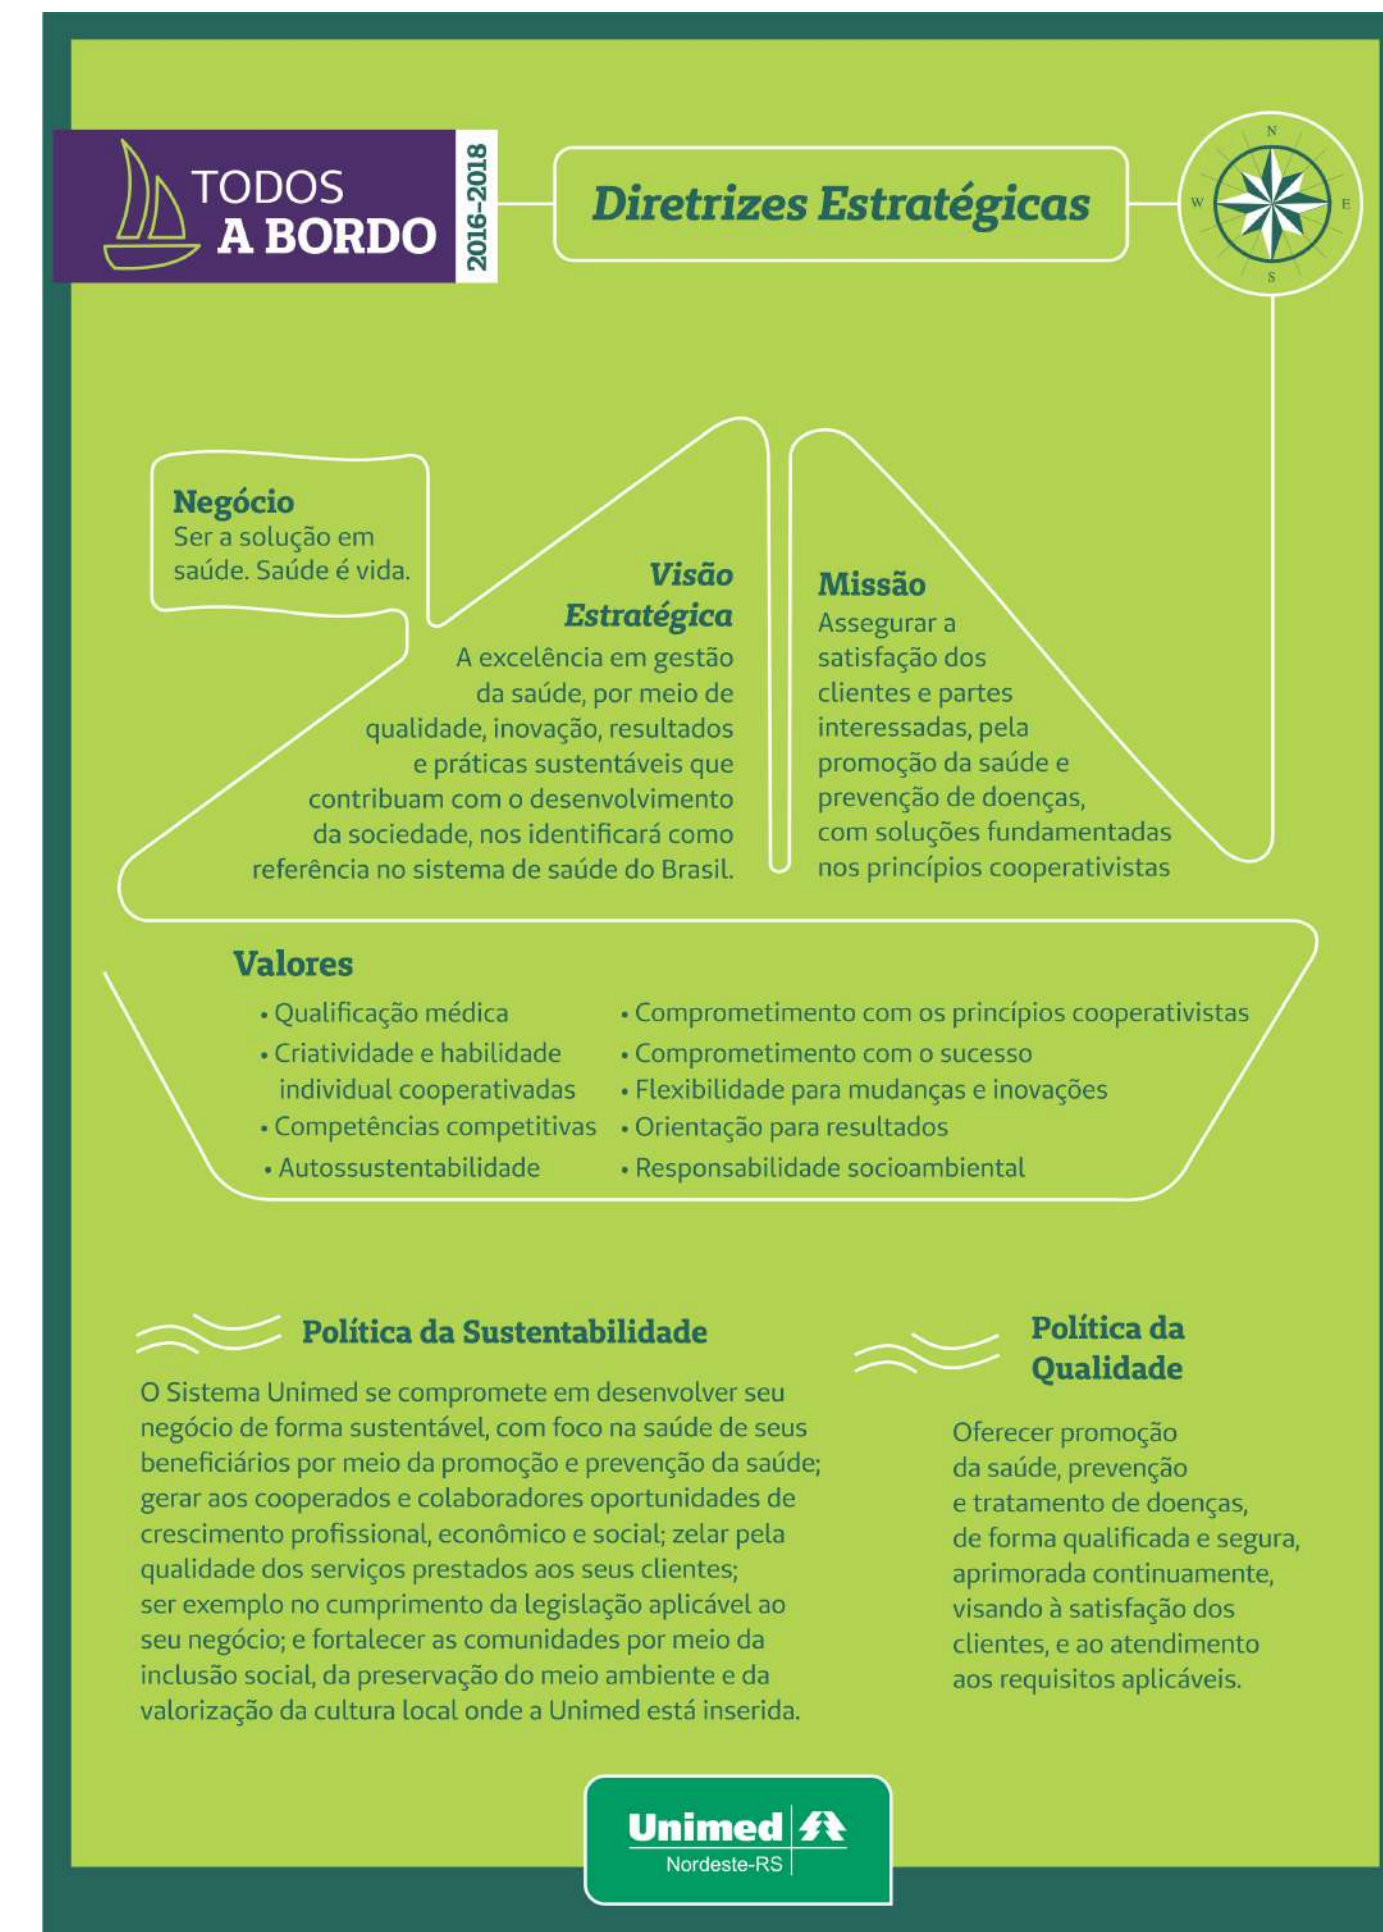 TODOS
A BORDO
2016-2018
Diretrizes Estratégicas
N
W
E
S
Negócio
Ser a solução em
saúde. Saúde é vida.
Visão
Estratégica
A excelência em gestão
da saúde, por meio de
qualidade, inovação, resultados
e práticas sustentáveis que
contribuam com o desenvolvimento
da sociedade, nos identificará como
referência no sistema de saúde do Brasil.
Missão
Assegurar a
satisfação dos
clientes e partes
interessadas, pela
promoção da saúde e
prevenção de doenças,
com soluções fundamentadas
nos princípios cooperativistas
Valores
• Qualificação médica
• Criatividade e habilidade
individual cooperativadas
• Competências competitivas
• Autossustentabilidade
• Comprometimento com os princípios cooperativistas
• Comprometimento com o sucesso
• Flexibilidade para mudanças e inovações
• Orientação para resultados
• Responsabilidade socioambiental
Política da Sustentabilidade
O Sistema Unimed se compromete em desenvolver seu
negócio de forma sustentável, com foco na saúde de seus
beneficiários por meio da promoção e prevenção da saúde;
gerar aos cooperados e colaboradores oportunidades de
crescimento profissional, econômico e social; zelar pela
qualidade dos serviços prestados aos seus clientes;
ser exemplo no cumprimento da legislação aplicável ao
seu negócio; e fortalecer as comunidades por meio da
inclusão social, da preservação do meio ambiente e da
valorização da cultura local onde a Unimed está inserida.
Política da
Qualidade
Oferecer promoção
da saúde, prevenção
e tratamento de doenças,
de forma qualificada e segura,
aprimorada continuamente,
visando à satisfação dos
clientes, e ao atendimento
aos requisitos aplicáveis.
Unimed
Nordeste-RS